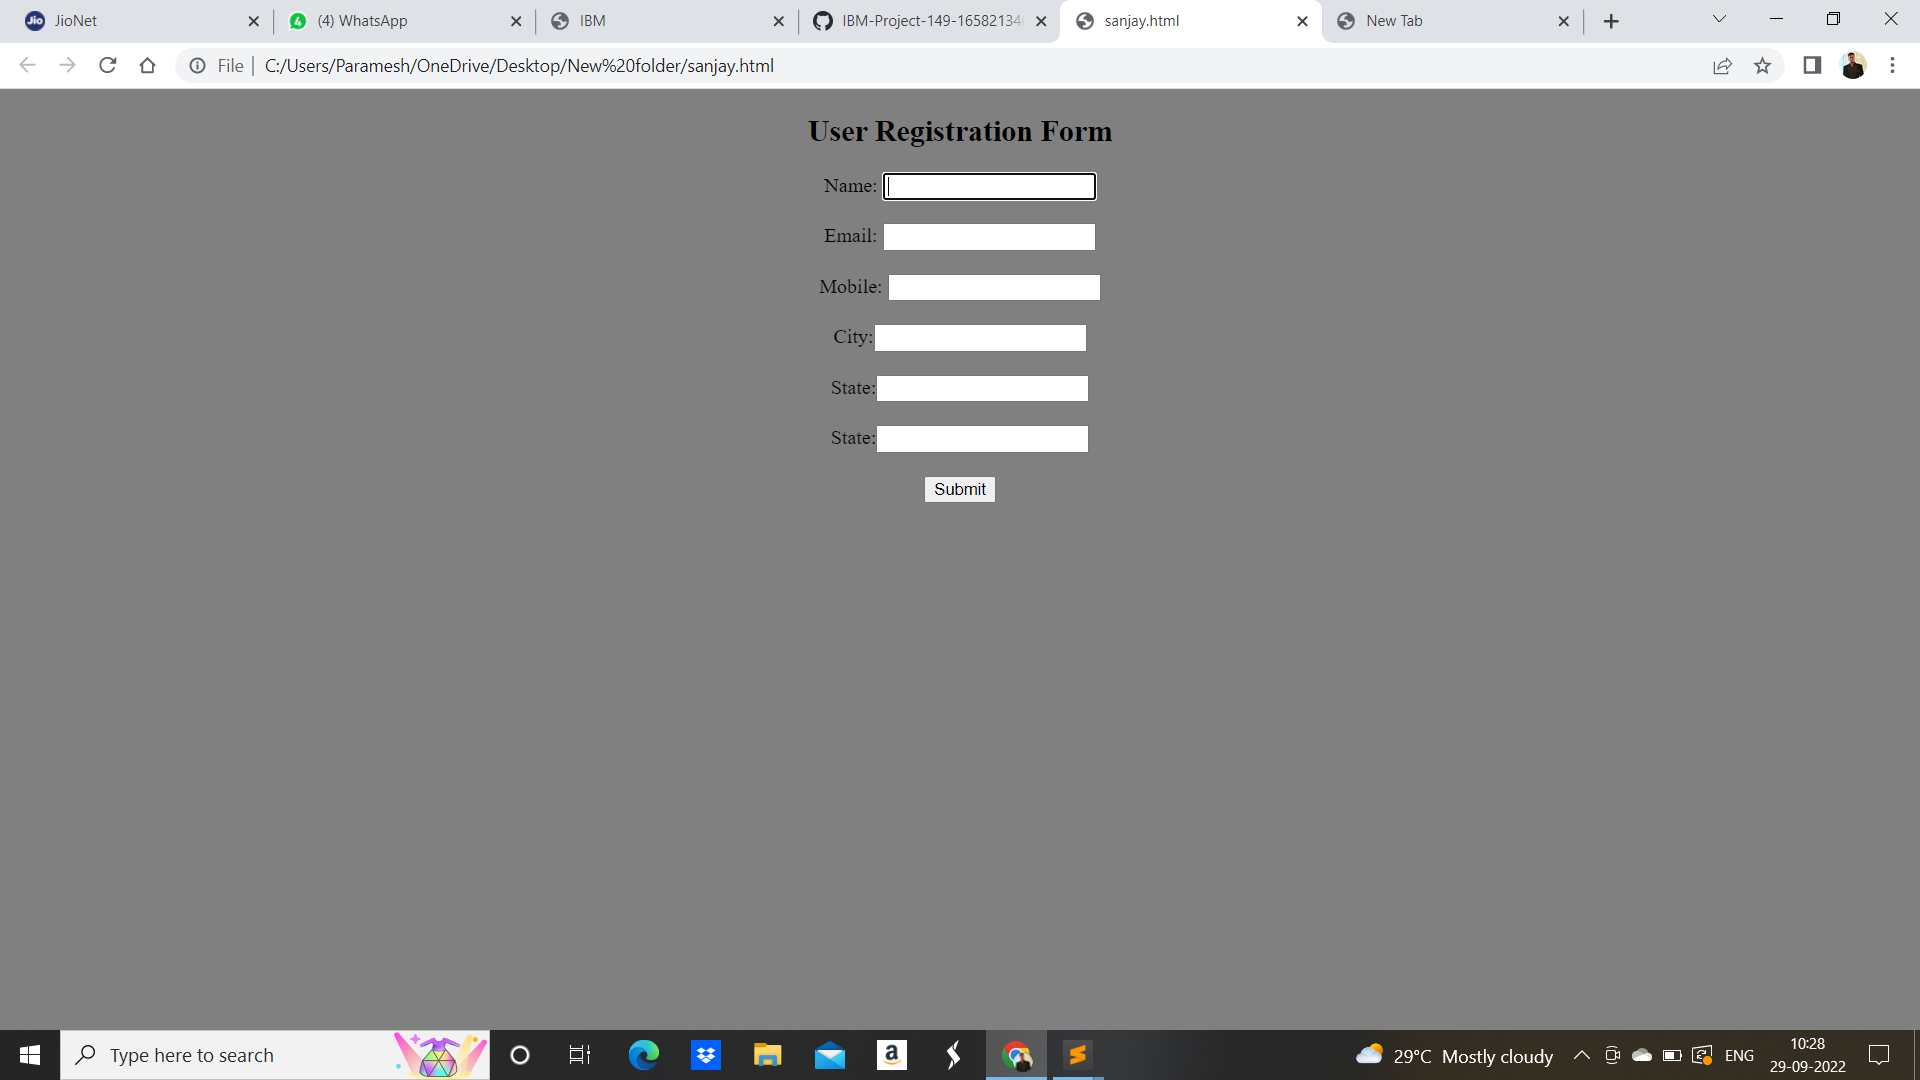 Jio JioNet
4 (4) WhatsApp
IBM
IBM-Project-149-16582134
sanjay.html
New Tab
File C:/Users/Paramesh/OneDrive/Desktop/New%20folder/sanjay.html
User Registration Form
Name:
Email:
Mobile:
City:
State:
State:
Submit
Type here to search
a
29°C Mostly cloudy
ENG
10:28
29-09-2022